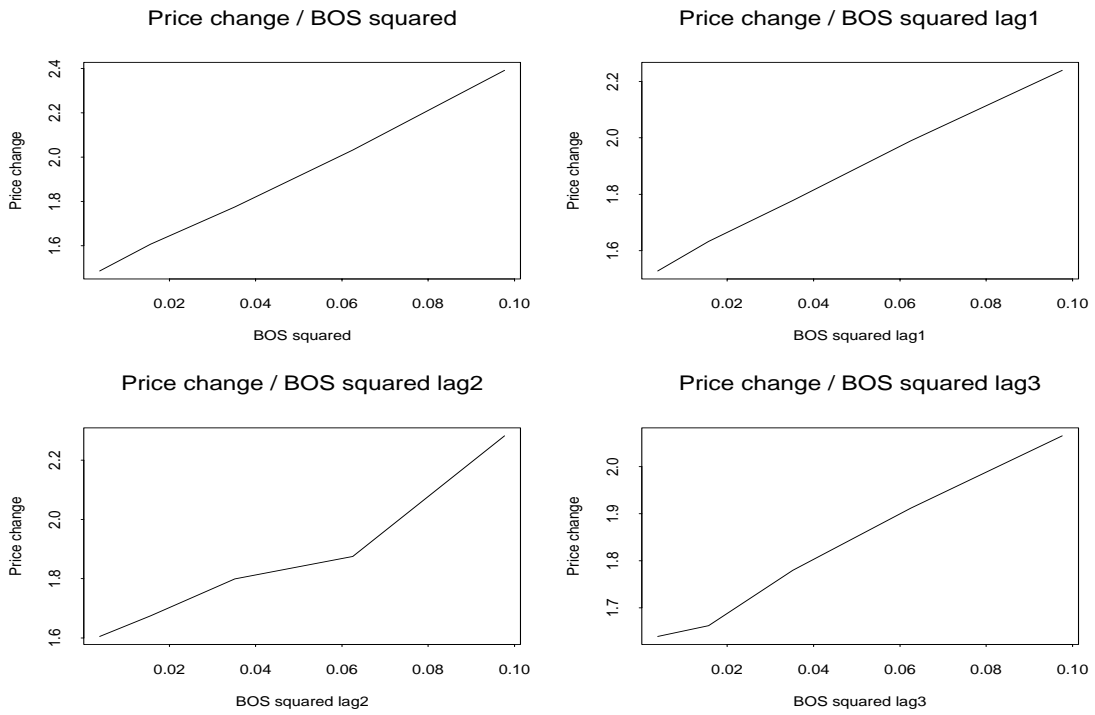 Price change / BOS squared
Price change
2.4
2.2
2.0
1.8
1.6
0.02 0.04 0.06 0.08 0.10
BOS squared
Price change / BOS squared lag1
Price change
2.2
2.0
1.8
1.6
0.02 0.04 0.06 0.08 0.10
BOS squared lag1
Price change / BOS squared lag2
Price change
2.2
2.0
1.8
1.6
0.02 0.04 0.06 0.08 0.10
BOS squared lag2
Price change / BOS squared lag3
Price change
2.0
1.9
1.8
1.7
0.02 0.04 0.06 0.08 0.10
BOS squared lag3